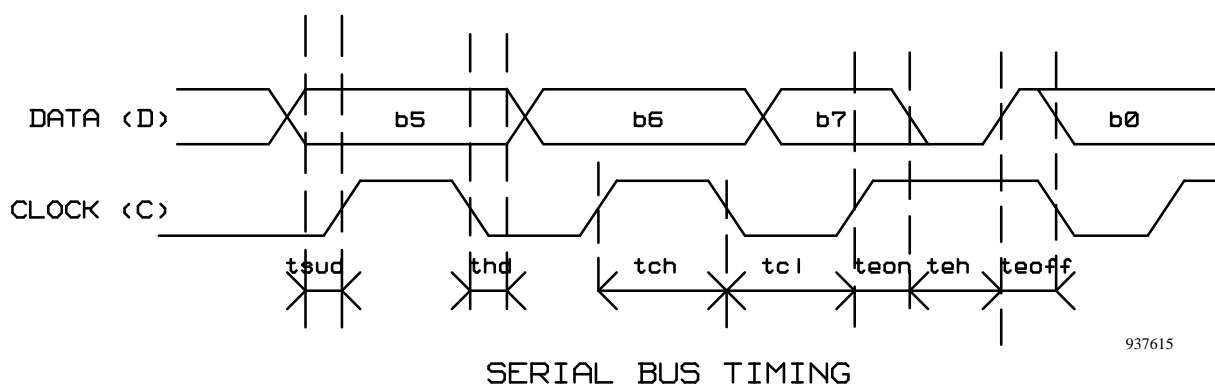 DATA (D)
b5
b6
b7
b0
CLOCK (C)
tsud
thd
tch
tcl
teon
teh
teoff
937615
SERIAL BUS TIMING